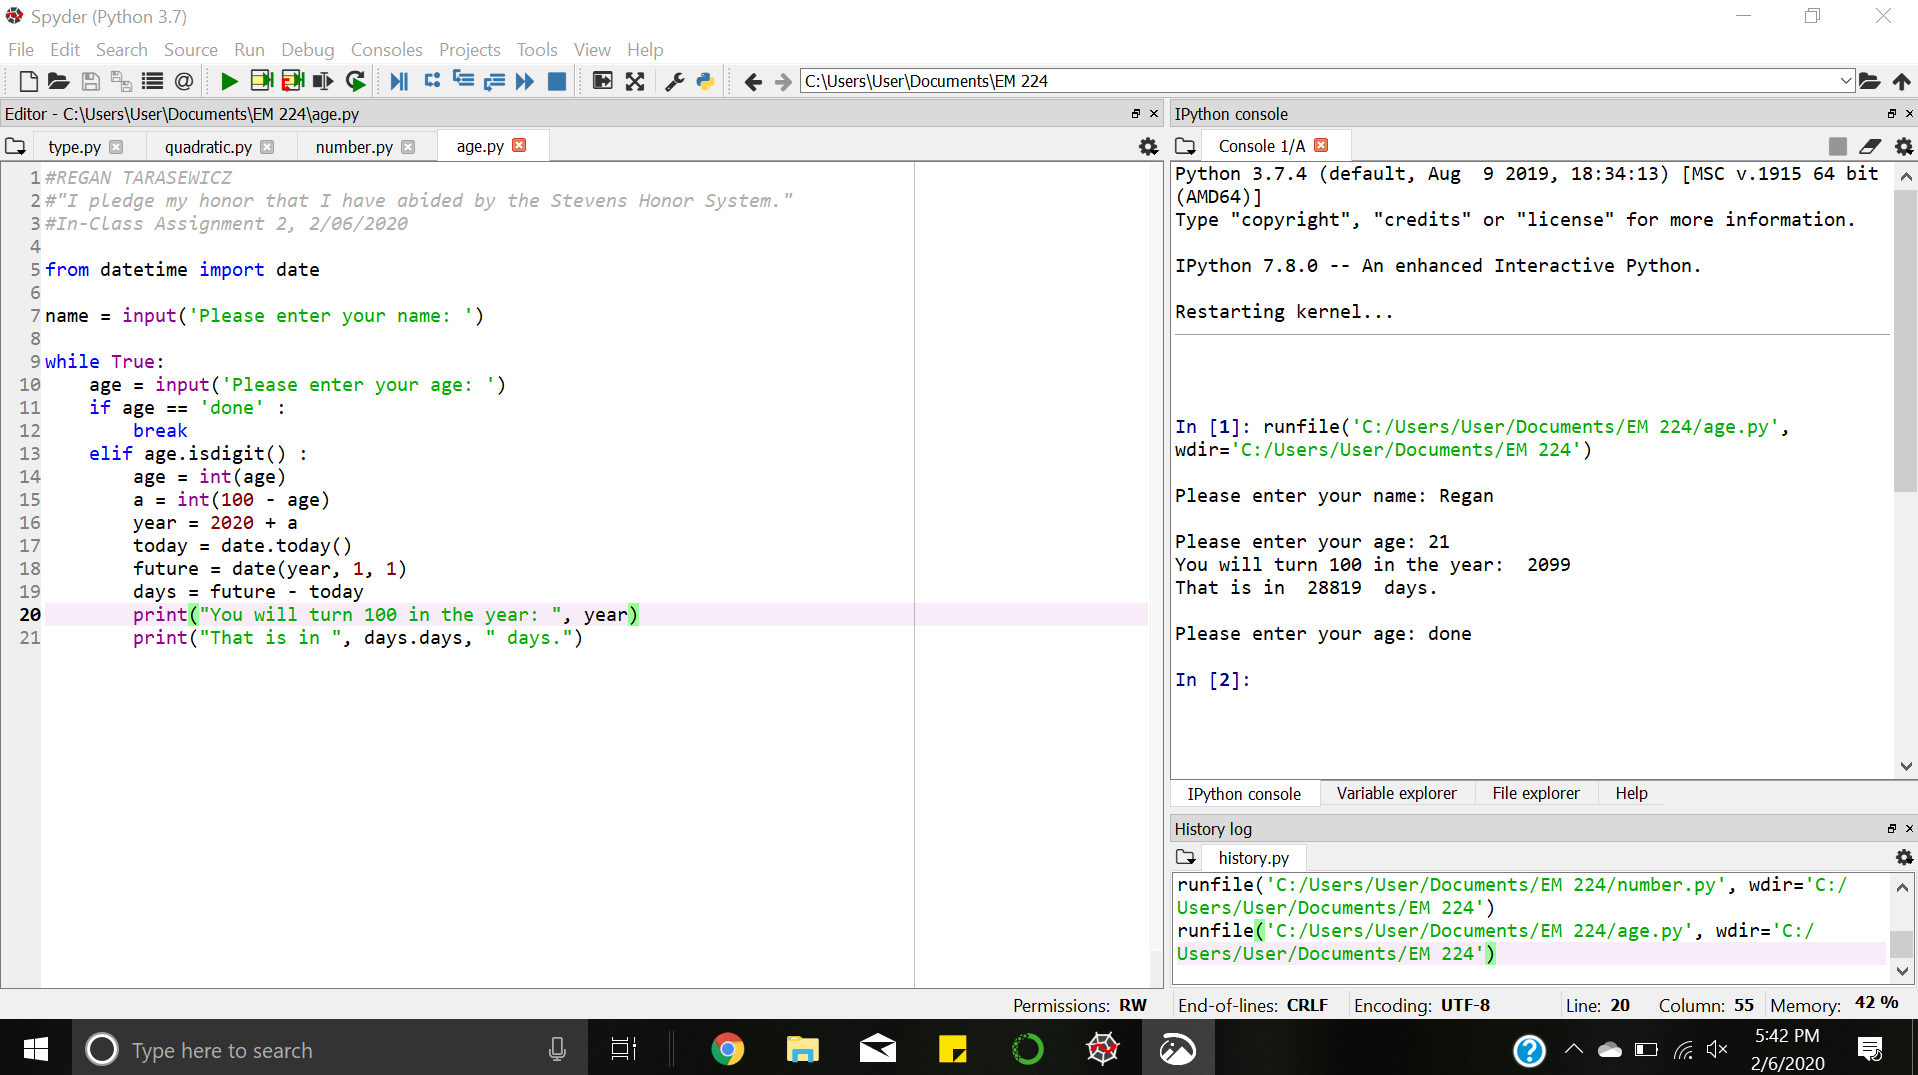 Spyder (Python 3.7)
File Edit Search Source Run Debug Consoles Projects Tools View Help
C:\Users\User\Documents\EM 224
Editor - C:\Users\User\Documents\EM 224\age.py
type.py quadratic.py number.py age.py
1 #REGAN TARASEWICZ
2 #"I pledge my honor that I have abided by the Stevens Honor System."
3 #In-Class Assignment 2, 2/06/2020
4
5 from datetime import date
6
7 name = input('Please enter your name: ')
8
9 while True:
10     age = input('Please enter your age: ')
11     if age == 'done' :
12         break
13     elif age.isdigit() :
14         age = int(age)
15         a = int(100 - age)
16         year = 2020 + a
17         today = date.today()
18         future = date(year, 1, 1)
19         days = future - today
20         print("You will turn 100 in the year: ", year)
21         print("That is in ", days.days, " days.")
IPython console
Console 1/A
Python 3.7.4 (default, Aug  9 2019, 18:34:13) [MSC v.1915 64 bit
(AMD64)]
Type "copyright", "credits" or "license" for more information.
IPython 7.8.0 -- An enhanced Interactive Python.
Restarting kernel...
In [1]: runfile('C:/Users/User/Documents/EM 224/age.py',
wdir='C:/Users/User/Documents/EM 224')
Please enter your name: Regan
Please enter your age: 21
You will turn 100 in the year:  2099
That is in  28819  days.
Please enter your age: done
In [2]:
IPython console Variable explorer File explorer Help
History log
history.py
runfile('C:/Users/User/Documents/EM 224/number.py', wdir='C:/
Users/User/Documents/EM 224')
runfile('C:/Users/User/Documents/EM 224/age.py', wdir='C:/
Users/User/Documents/EM 224')
Permissions: RW End-of-lines: CRLF Encoding: UTF-8 Line: 20 Column: 55 Memory: 42 %
Type here to search
5:42 PM
2/6/2020